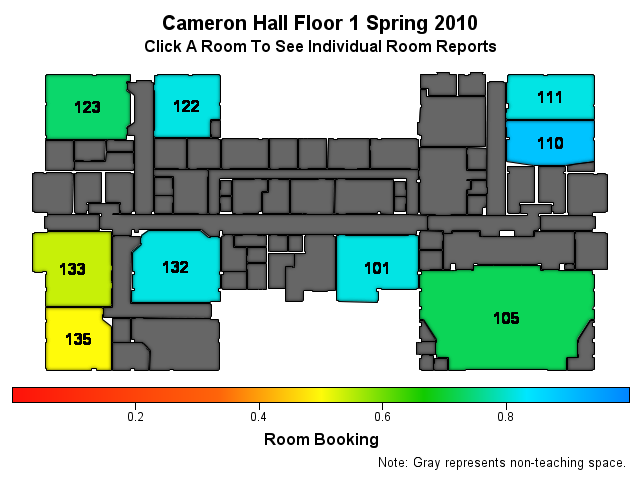 Cameron Hall Floor 1 Spring 2010
Click A Room To See Individual Room Reports
123
122
111
110
133
132
101
105
135
0.2 0.4 0.6 0.8
Room Booking
Note: Gray represents non-teaching space.